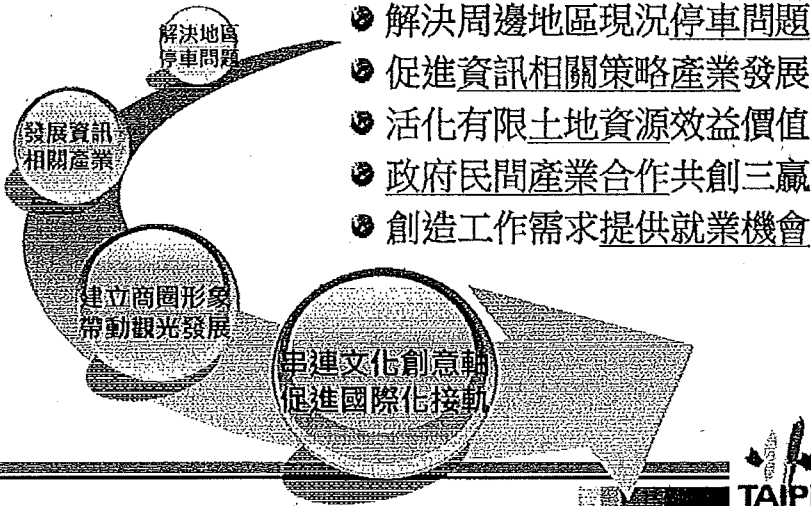 解決周邊地區現況停車問題
促進資訊相關策略產業發展
活化有限土地資源效益價值
政府民間產業合作共創三贏
創造工作需求提供就業機會
解決地區
停車問題
發展資訊
相關產業
建立商圈形象
帶動觀光發展
串連文化創意軸
促進國際化接軌
TAIP